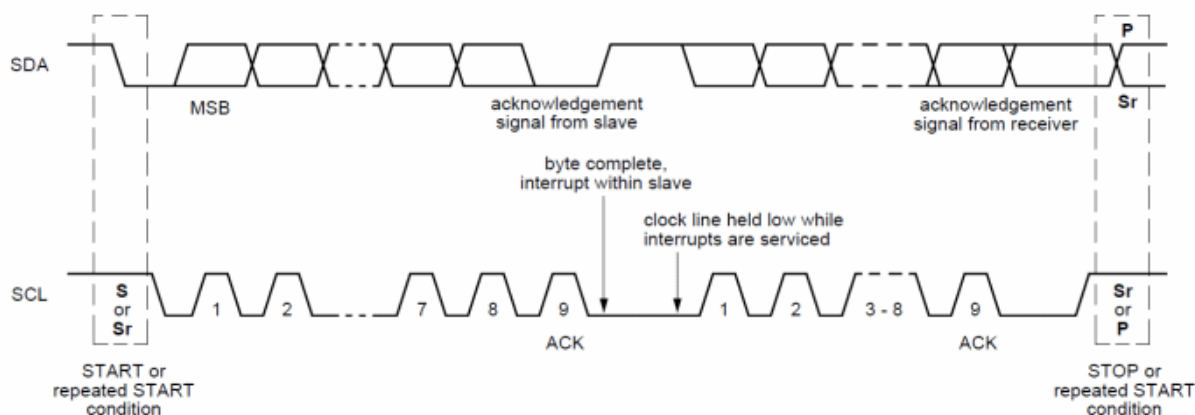 P
SDA
MSB
acknowledgement
signal from slave
acknowledgement
signal from receiver
Sr
byte complete,
interrupt within slave
clock line held low while
interrupts are serviced
SCL
S
or
Sr
1
2
7
8
9
1
2
3 - 8
9
Sr
or
P
ACK
ACK
START or
repeated START
condition
STOP or
repeated START
condition